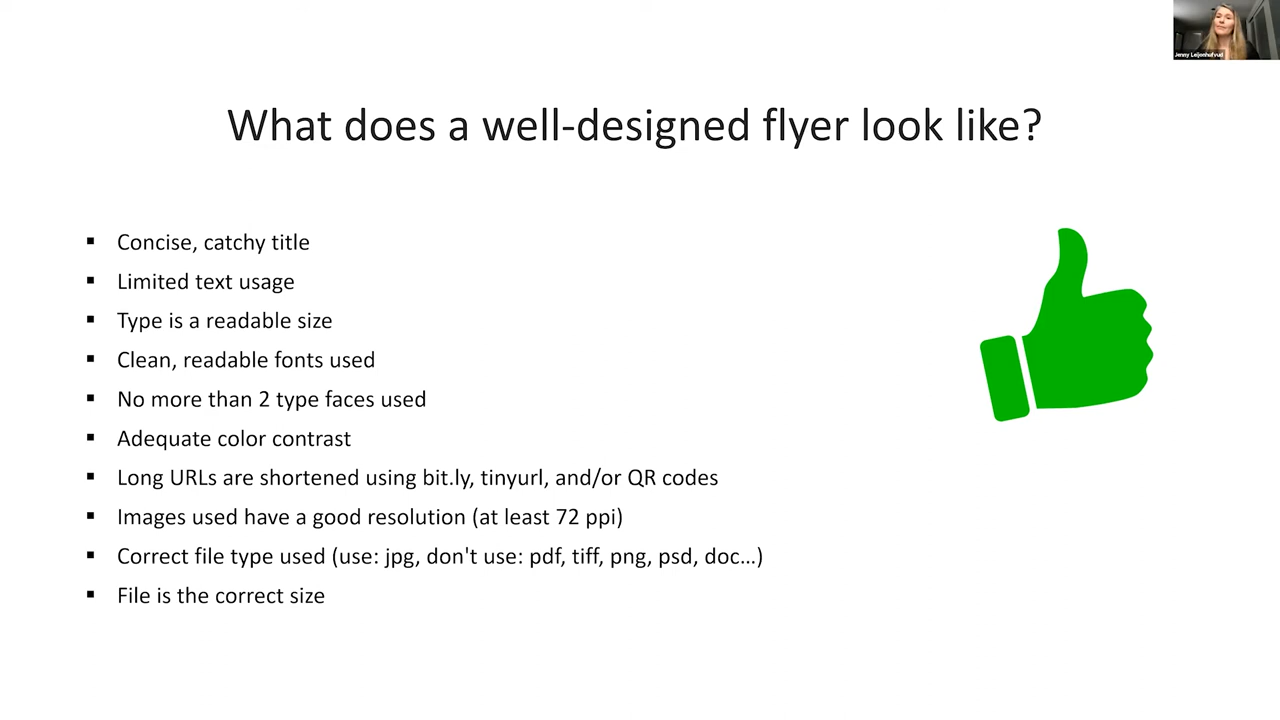 Jenny Leijonhufvud
What does a well-designed flyer look like?
▪ Concise, catchy title
▪ Limited text usage
▪ Type is a readable size
▪ Clean, readable fonts used
▪ No more than 2 type faces used
▪ Adequate color contrast
▪ Long URLs are shortened using bit.ly, tinyurl, and/or QR codes
▪ Images used have a good resolution (at least 72 ppi)
▪ Correct file type used (use: jpg, don't use: pdf, tiff, png, psd, doc...)
▪ File is the correct size